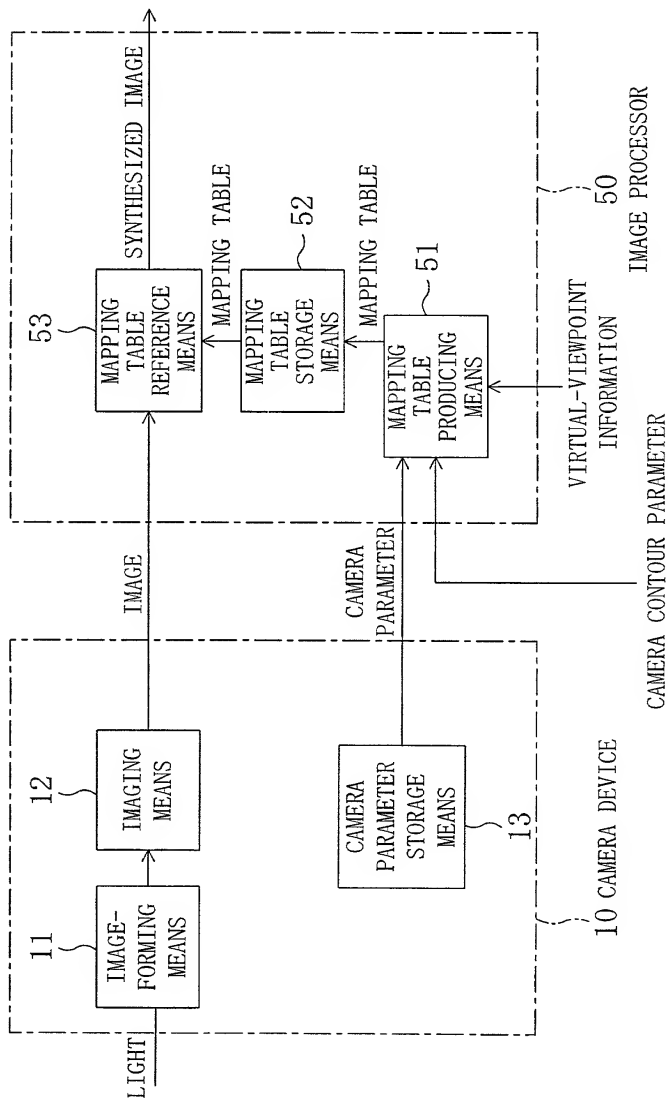 LIGHT
11
IMAGE-
FORMING
MEANS
12
IMAGING
MEANS
CAMERA
PARAMETER
STORAGE
MEANS
13
10 CAMERA DEVICE
IMAGE
CAMERA
PARAMETER
CAMERA CONTOUR PARAMETER
53
MAPPING
TABLE
REFERENCE
MEANS
SYNTHESIZED IMAGE
MAPPING TABLE
52
MAPPING
TABLE
STORAGE
MEANS
MAPPING TABLE
51
MAPPING
TABLE
PRODUCING
MEANS
VIRTUAL-VIEWPOINT
INFORMATION
50
IMAGE PROCESSOR